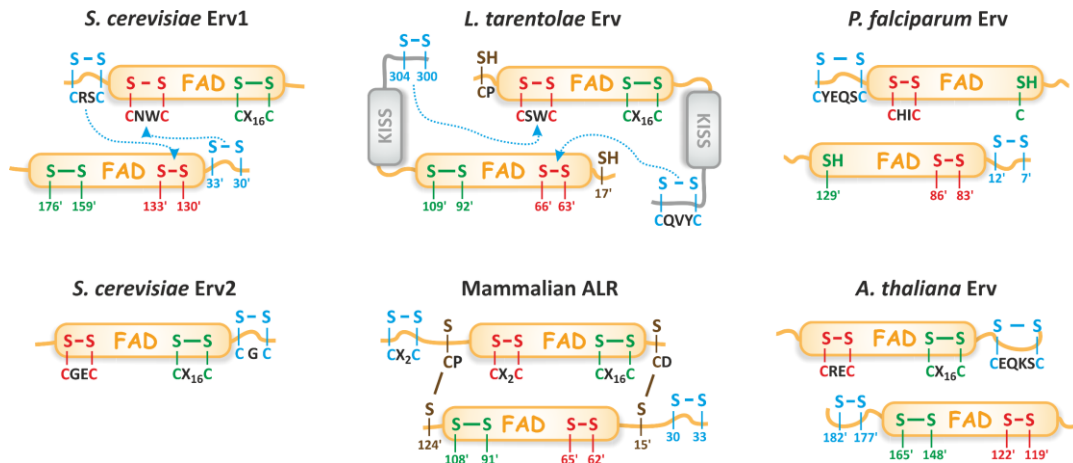 S. cerevisiae Erv1
S–S
CRSC
S–S FAD S–S
CNWC CX₁₆C
S–S
33' 30'
S–S FAD S–S
176' 159' 133' 130'
L. tarentolae Erv
S–S
304 300
KISS
SH
CP
S–S FAD S–S
CSWC CX₁₆C
KISS
S–S FAD S–S
109' 92' 66' 63'
SH
17'
S–S
CQVYC
P. falciparum Erv
S–S
CYEQSC
S–S FAD SH
CHIC C
SH FAD S–S
129' 86' 83'
S–S
12' 7'
S. cerevisiae Erv2
S–S FAD S–S
CGEC CX₁₆C
S–S
C G C
Mammalian ALR
S–S
CX₂C
S
CP
S–S FAD S–S
CX₂C CX₁₆C
S
CD
S
124'
S–S FAD S–S
108' 91' 65' 62'
S
15'
S–S
30 33
A. thaliana Erv
S–S FAD S–S
CREC CX₁₆C
S–S
CEQKSC
S–S
182' 177'
S–S FAD S–S
165' 148' 122' 119'